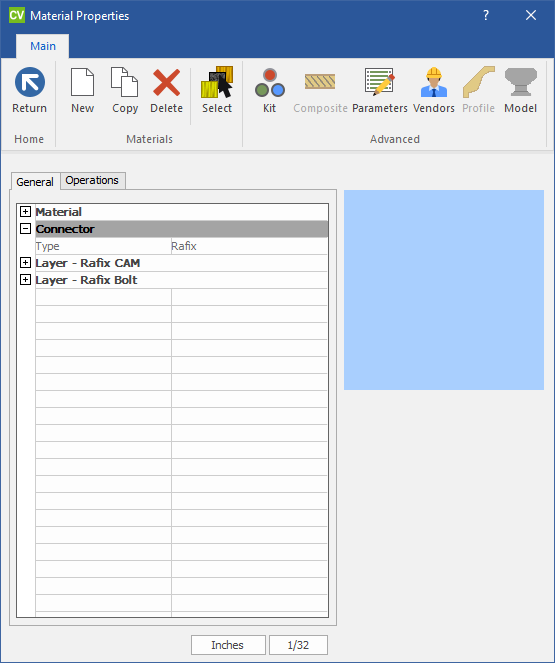 CV Material Properties ?
Main
Return New Copy Delete Select Kit Composite Parameters Vendors Profile Model
Home Materials Advanced
General Operations
Material
Connector
Type Rafix
Layer - Rafix CAM
Layer - Rafix Bolt
Inches 1/32